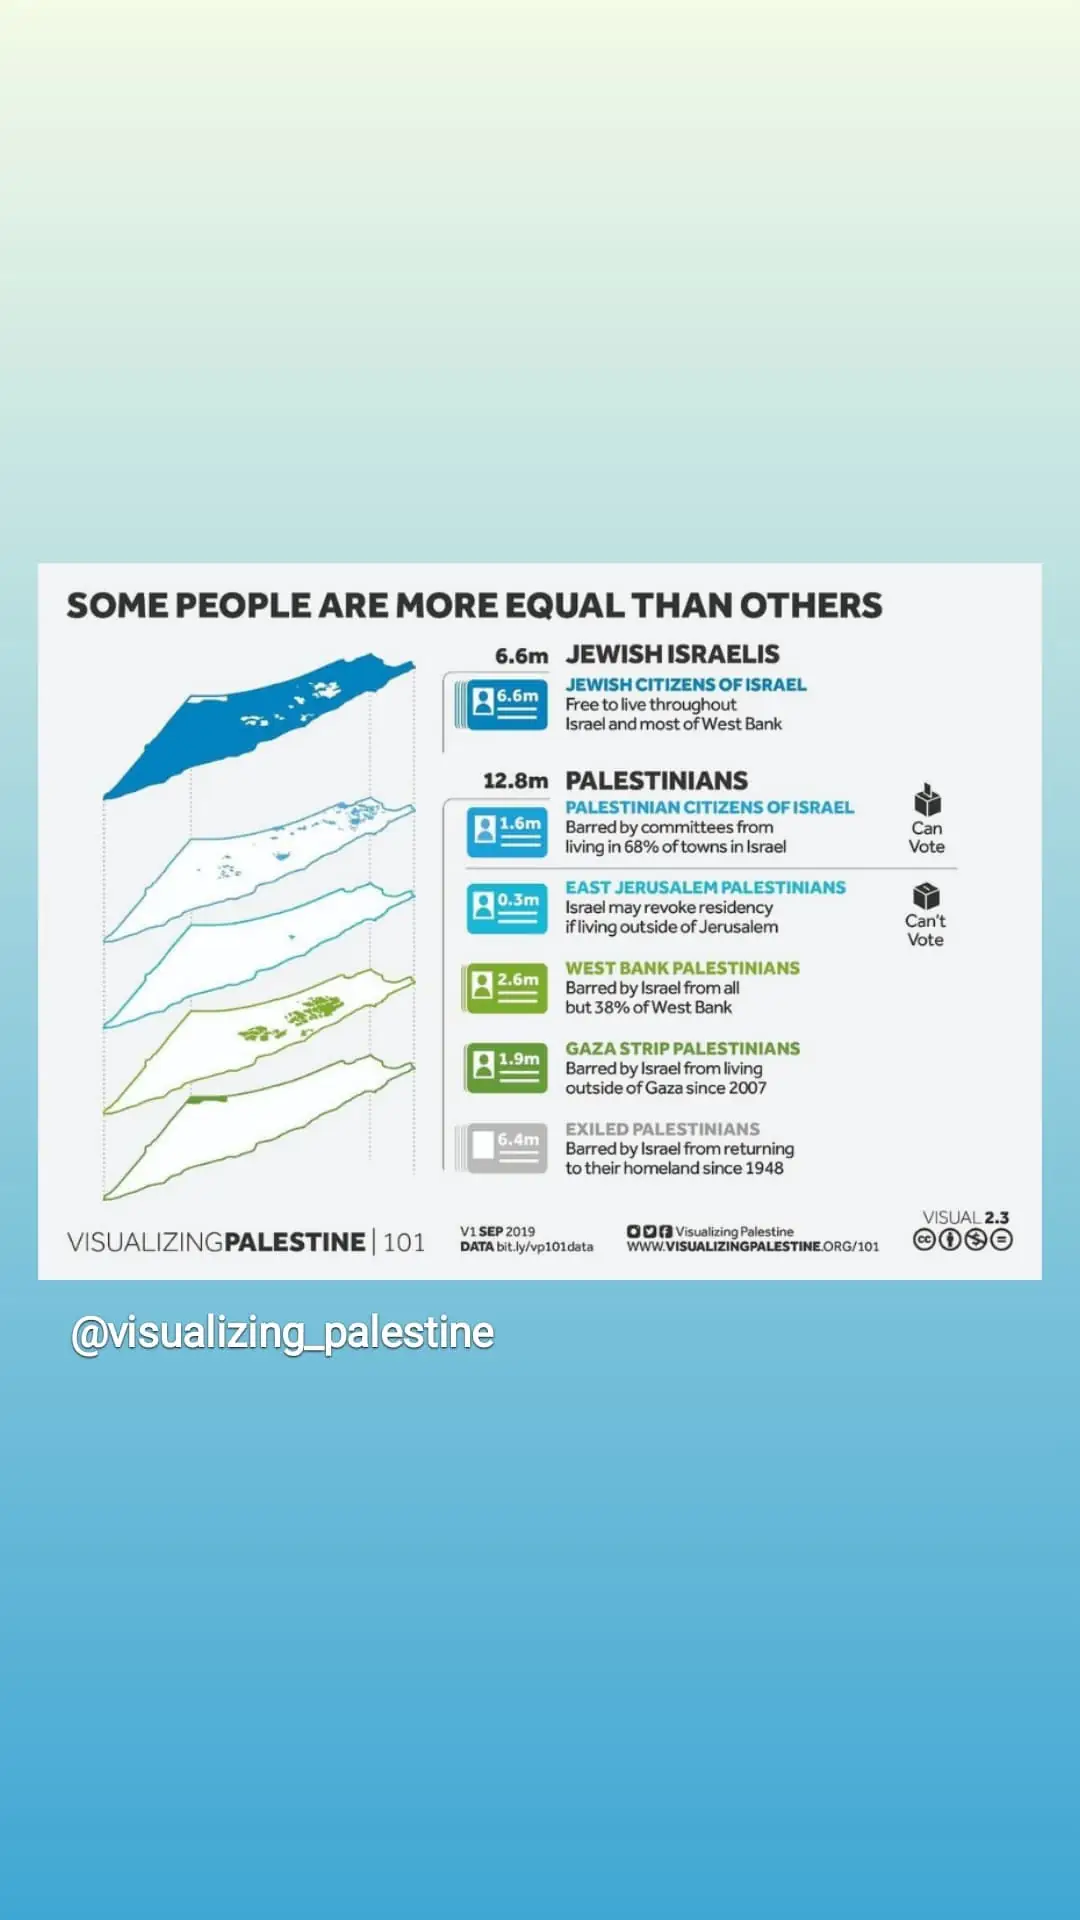 SOME PEOPLE ARE MORE EQUAL THAN OTHERS
6.6m JEWISH ISRAELIS
6.6m JEWISH CITIZENS OF ISRAEL
Free to live throughout
Israel and most of West Bank
12.8m PALESTINIANS
1.6m PALESTINIAN CITIZENS OF ISRAEL
Barred by committees from
living in 68% of towns in Israel
Can
Vote
0.3m EAST JERUSALEM PALESTINIANS
Israel may revoke residency
if living outside of Jerusalem
Can't
Vote
2.6m WEST BANK PALESTINIANS
Barred by Israel from all
but 38% of West Bank
1.9m GAZA STRIP PALESTINIANS
Barred by Israel from living
outside of Gaza since 2007
6.4m EXILED PALESTINIANS
Barred by Israel from returning
to their homeland since 1948
VISUALIZINGPALESTINE | 101
V1 SEP 2019
DATA bit.ly/vp101data
Visualizing Palestine
WWW.VISUALIZINGPALESTINE.ORG/101
VISUAL 2.3
cc
@visualizing_palestine